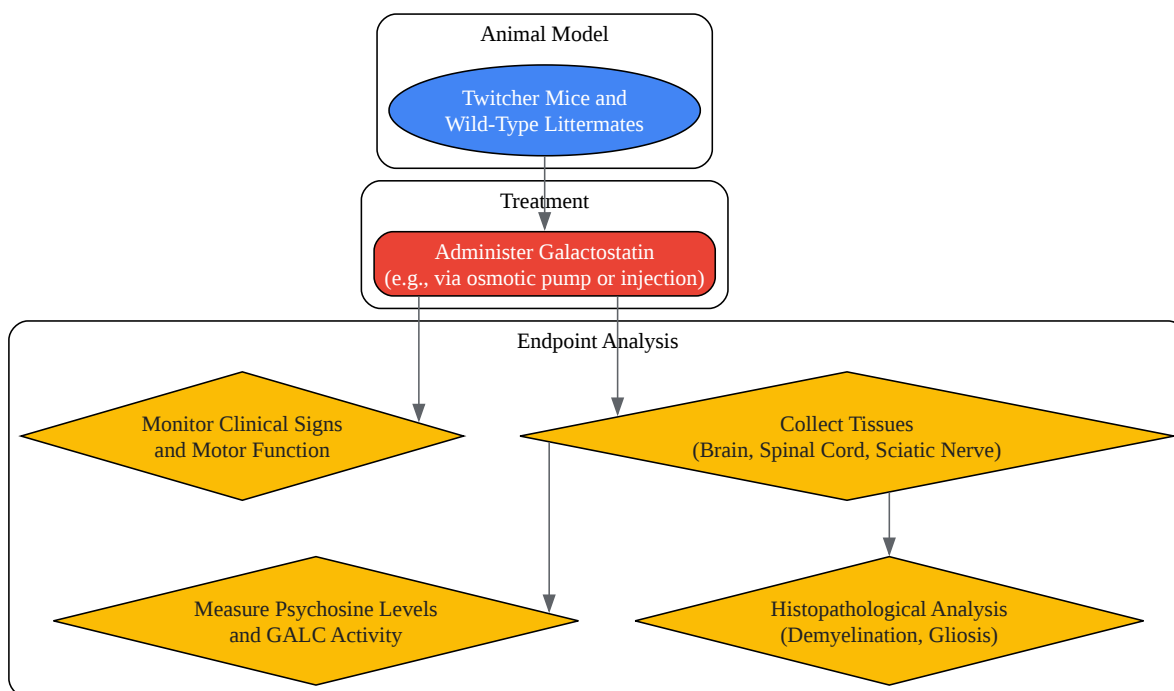 Animal Model
Twitcher Mice and
Wild-Type Littermates
Treatment
Administer Galactostatin
(e.g., via osmotic pump or injection)
Endpoint Analysis
Monitor Clinical Signs
and Motor Function
Collect Tissues
(Brain, Spinal Cord, Sciatic Nerve)
Measure Psychosine Levels
and GALC Activity
Histopathological Analysis
(Demyelination, Gliosis)